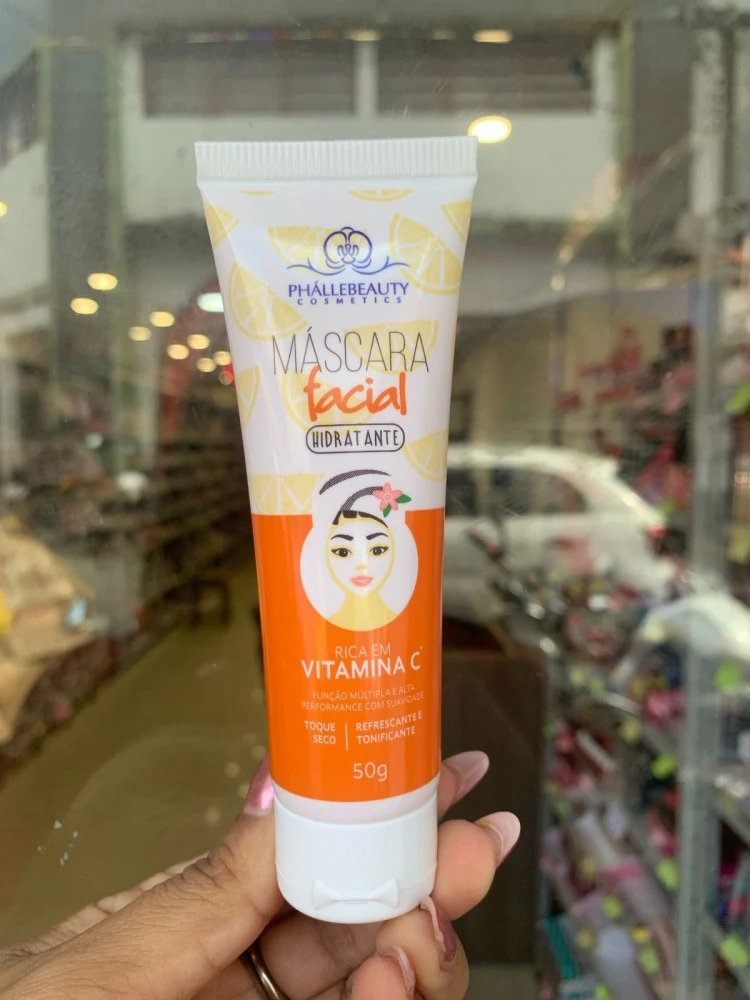 PHÁLLEBEAUTY
COSMETICS
MÁSCARA
facial
HIDRATANTE
RICA EM
VITAMINA C*
FUNÇÃO MÚLTIPLA E ALTA
PERFORMANCE COM SUAVIDADE
TOQUE
SECO
REFRESCANTE E
TONIFICANTE
50g